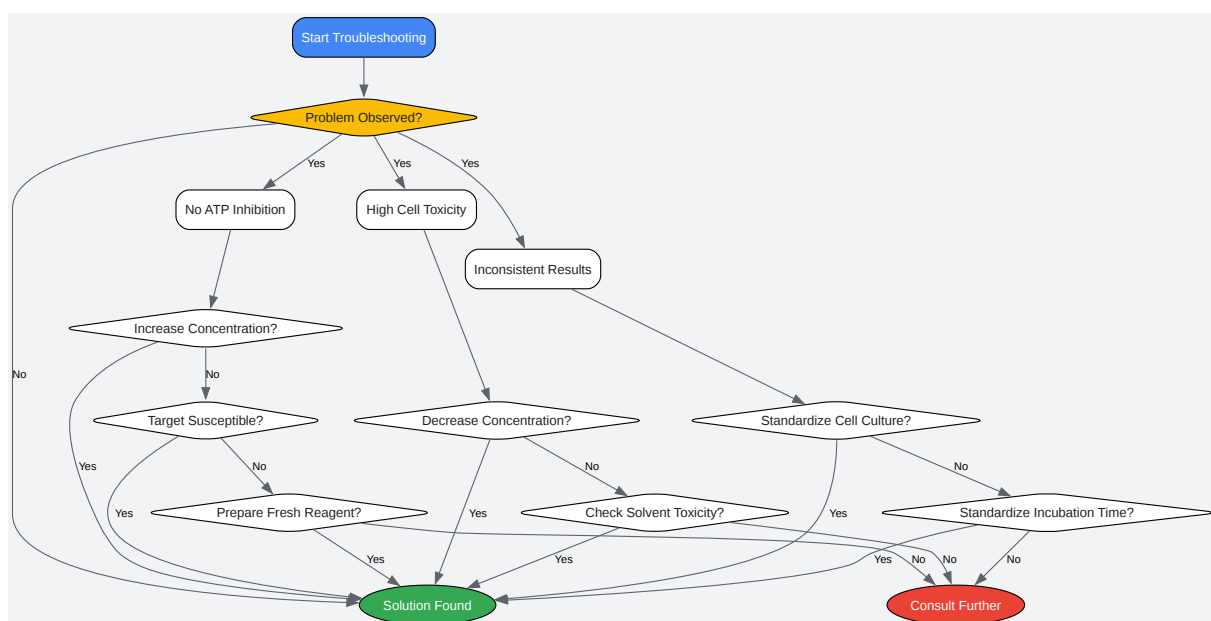 Start Troubleshooting
Problem Observed?
Yes
Yes
Yes
No ATP Inhibition
High Cell Toxicity
Inconsistent Results
Increase Concentration?
No
No
Target Susceptible?
Decrease Concentration?
Standardize Cell Culture?
Yes
No
No
No
Prepare Fresh Reagent?
Check Solvent Toxicity?
Standardize Incubation Time?
Yes
Yes
Yes
Yes
Yes
Yes
No
No
No
Solution Found
Consult Further